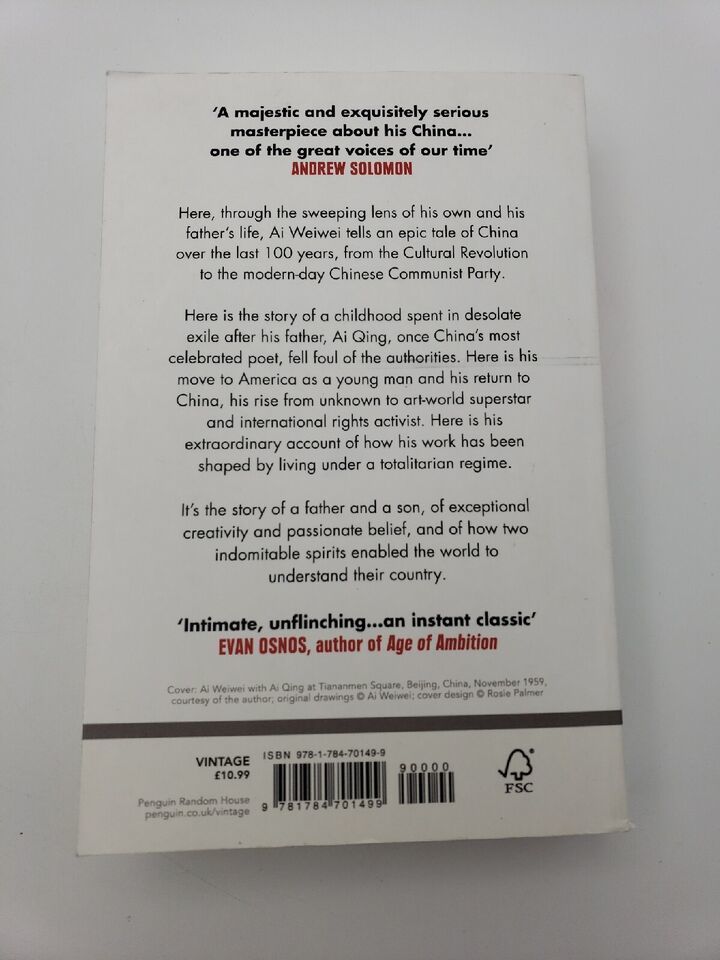 ‘A majestic and exquisitely serious
masterpiece about his China...
one of the great voices of our time’
ANDREW SOLOMON
Here, through the sweeping lens of his own and his
father’s life, Ai Weiwei tells an epic tale of China
over the last 100 years, from the Cultural Revolution
to the modern-day Chinese Communist Party.
Here is the story of a childhood spent in desolate
exile after his father, Ai Qing, once China’s most
celebrated poet, fell foul of the authorities. Here is his
move to America as a young man and his return to
China, his rise from unknown to art-world superstar
and international rights activist. Here is his
extraordinary account of how his work has been
shaped by living under a totalitarian regime.
It’s the story of a father and a son, of exceptional
creativity and passionate belief, and of how two
indomitable spirits enabled the world to
understand their country.
‘Intimate, unflinching...an instant classic’
EVAN OSNOS, author of Age of Ambition
Cover: Ai Weiwei with Ai Qing at Tiananmen Square, Beijing, China, November 1959,
courtesy of the author; original drawings © Ai Weiwei; cover design © Rosie Palmer
VINTAGE
£10.99
Penguin Random House
penguin.co.uk/vintage
ISBN 978-1-784-70149-9
90000
9 781784 701499
FSC